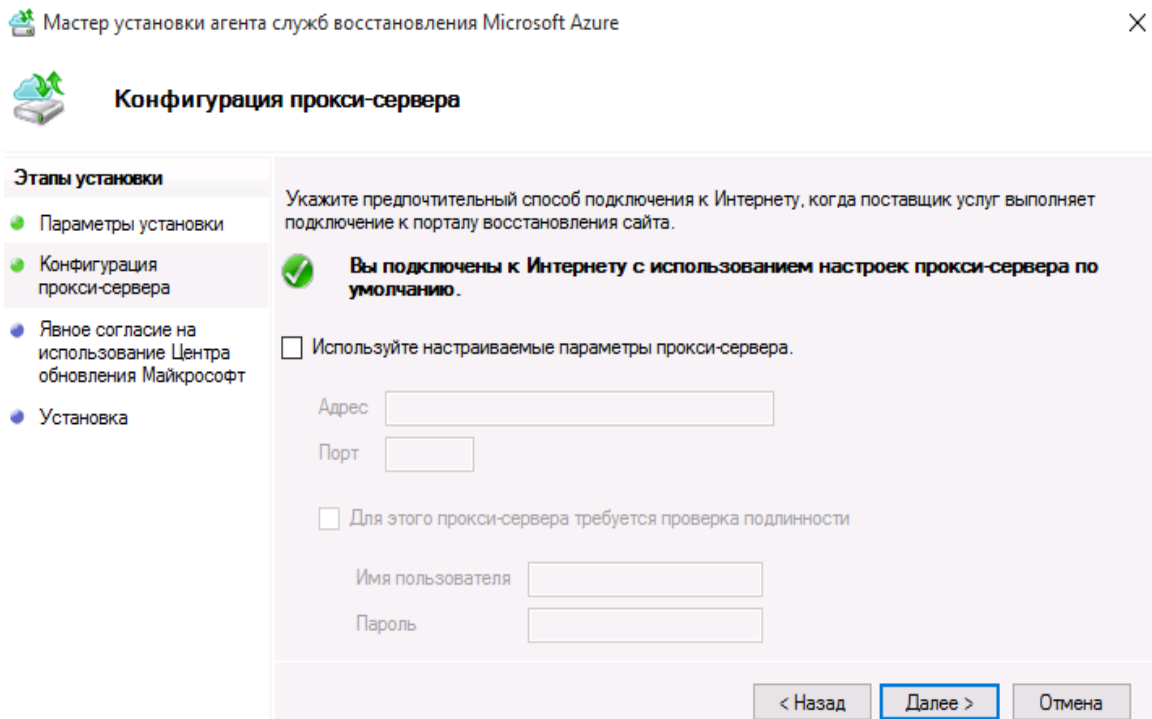 Мастер установки агента служб восстановления Microsoft Azure
Конфигурация прокси-сервера
Этапы установки
Параметры установки
Конфигурация
прокси-сервера
Явное согласие на
использование Центра
обновления Майкрософт
Установка
Укажите предпочтительный способ подключения к Интернету, когда поставщик услуг выполняет
подключение к порталу восстановления сайта.
Вы подключены к Интернету с использованием настроек прокси-сервера по
умолчанию.
Используйте настраиваемые параметры прокси-сервера.
Адрес
Порт
Для этого прокси-сервера требуется проверка подлинности
Имя пользователя
Пароль
< Назад
Далее >
Отмена